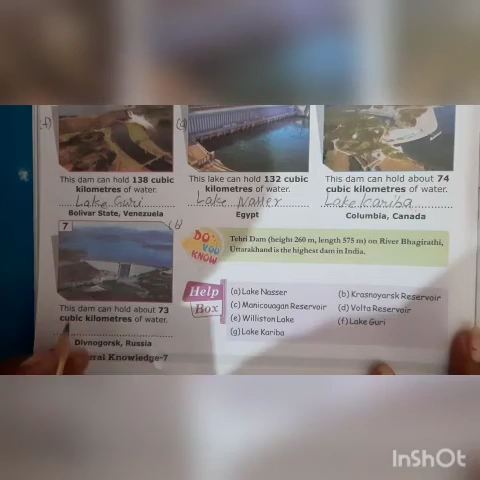 (f)
(a)
This dam can hold 138 cubic
kilometres of water.
Lake Guri
Bolivar State, Venezuela
This lake can hold 132 cubic
kilometres of water.
Lake Nasser
Egypt
This dam can hold about 74
cubic kilometres of water.
Lake Kariba
Columbia, Canada
7
(b)
This dam can hold about 73
cubic kilometres of water.
Divnogorsk, Russia
DO YOU KNOW
Tehri Dam (height 260 m, length 575 m) on River Bhagirathi,
Uttarakhand is the highest dam in India.
Help
Box
(a) Lake Nasser
(b) Krasnoyarsk Reservoir
(c) Manicouagan Reservoir
(d) Volta Reservoir
(e) Williston Lake
(f) Lake Guri
(g) Lake Kariba
eral Knowledge-7
InShOt